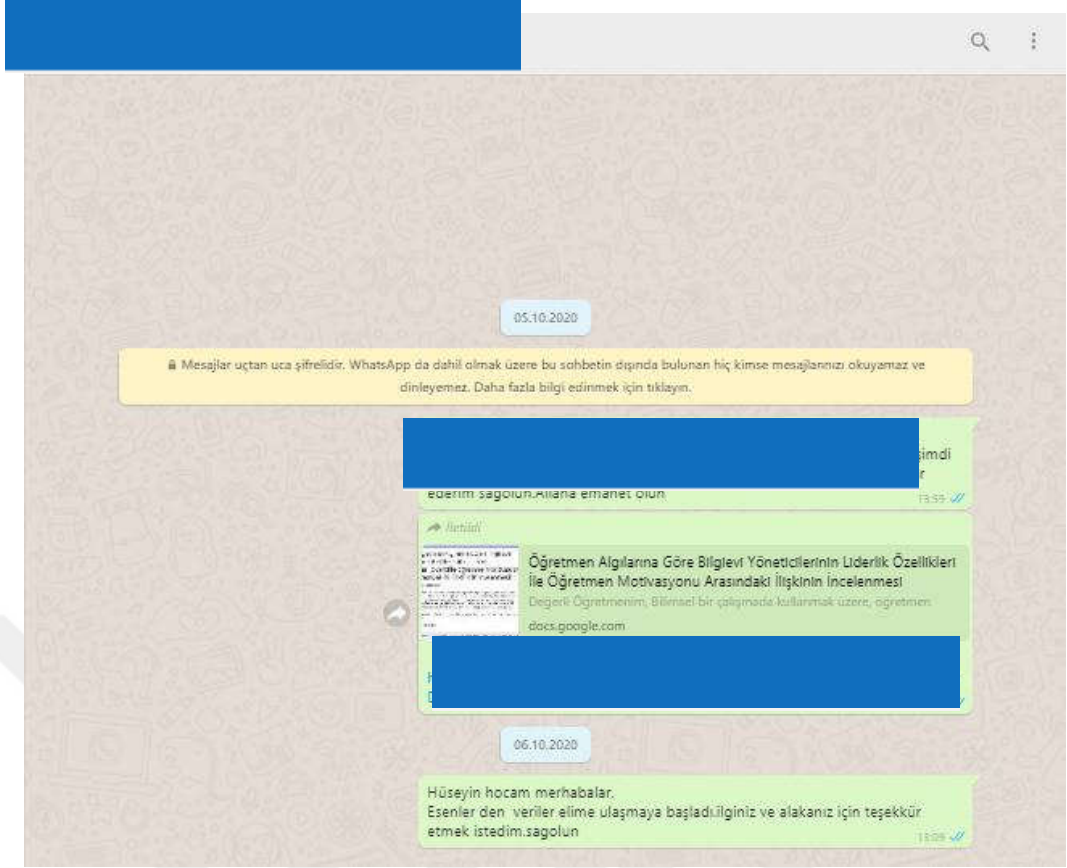 05.10.2020
Mesajlar uçtan uca şifrelidir. WhatsApp da dahil olmak üzere bu sohbetin dışında bulunan hiç kimse mesajlarınızı okuyamaz ve
dinleyemez. Daha fazla bilgi edinmek için tıklayın.
şimdi
ederim sagolun.Allana emanet olun
13:59
İletildi
Öğretmen Algılarına Göre Bilgievi Yöneticilerinin Liderlik Özellikleri
İle Öğretmen Motivasyonu Arasındaki İlişkinin İncelenmesi
Değerli Öğretmenim, Bilimsel bir çalışmada kullanmak üzere, öğretmen
docs.google.com
06.10.2020
Hüseyin hocam merhabalar.
Esenler den veriler elime ulaşmaya başladı.ilginiz ve alakanız için teşekkür
etmek istedim.sagolun
13:09